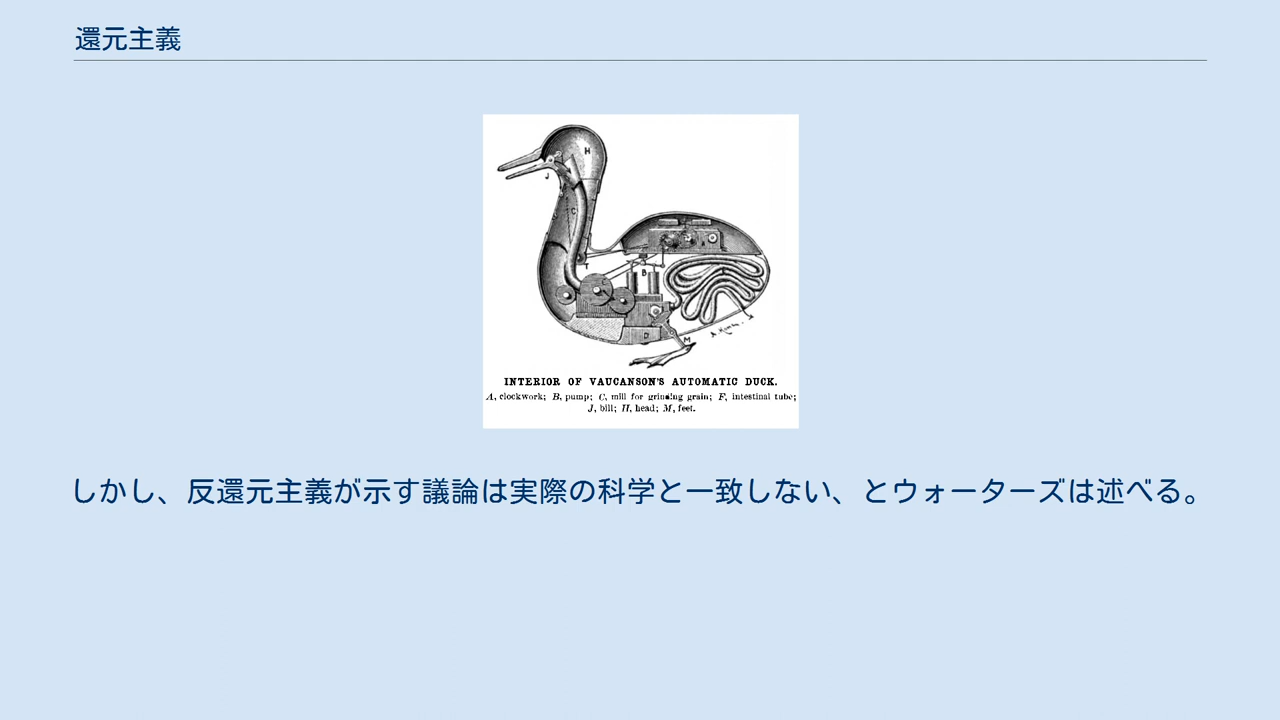 還元主義
INTERIOR OF VAUCANSON'S AUTOMATIC DUCK.
A, clockwork; B, pump; C, mill for grinding grain; F, intestinal tube;
J, bill; H, head; M, feet.
しかし、反還元主義が示す議論は実際の科学と一致しない、とウォーターズは述べる。